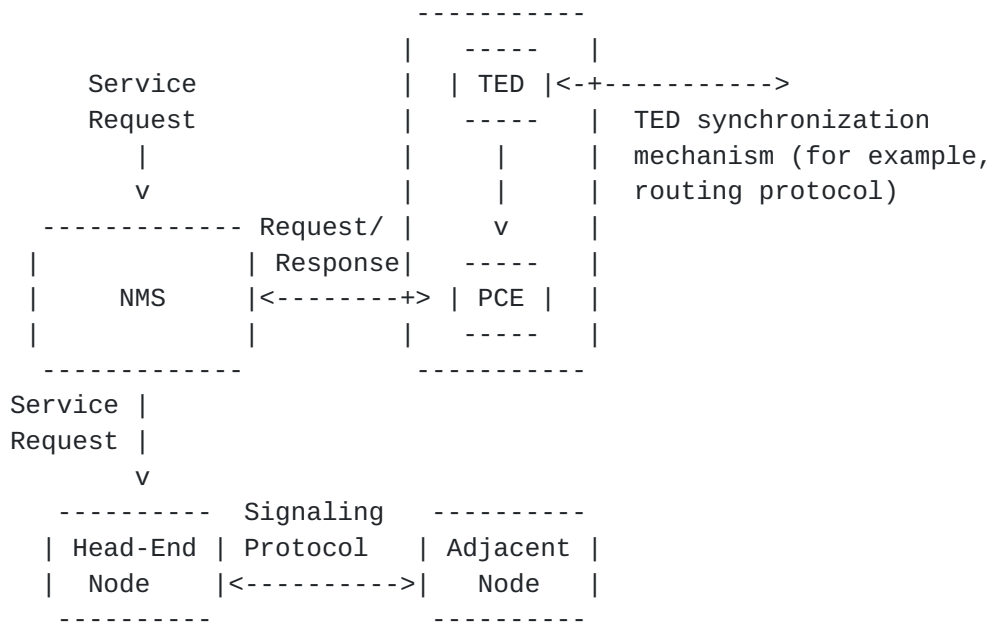 -----------
                         |   -----   |
     Service             |  | TED |<-+----------->
     Request             |   -----   |  TED synchronization
        |                |     |     |  mechanism (for example,
        v                |     |     |  routing protocol)
  ------------- Request/ |     v     |
 |             | Response|   -----   |
 |     NMS     |<--------+> | PCE |  |
 |             |         |   -----   |
  -------------           -----------
Service |
Request |
        v
   ----------  Signaling   ----------
  | Head-End | Protocol   | Adjacent |
  |  Node    |<---------->|   Node   |
   ----------              ----------